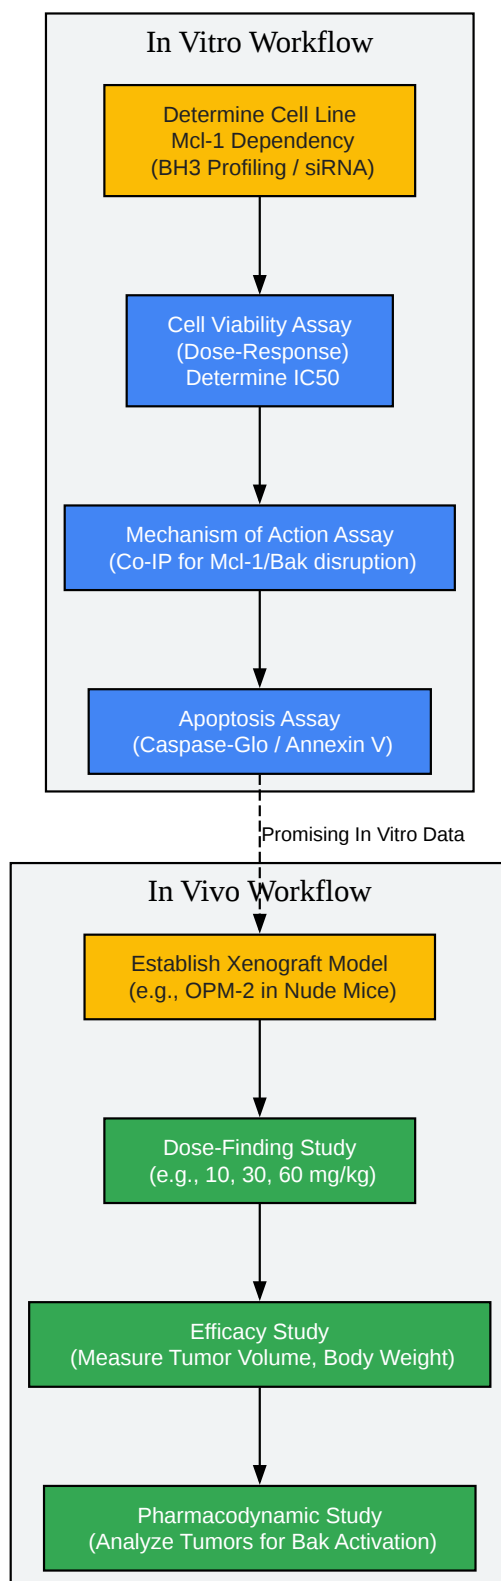 In Vitro Workflow
Determine Cell Line
Mcl-1 Dependency
(BH3 Profiling / siRNA)
Cell Viability Assay
(Dose-Response)
Determine IC50
Mechanism of Action Assay
(Co-IP for Mcl-1/Bak disruption)
Apoptosis Assay
(Caspase-Glo / Annexin V)
Promising In Vitro Data
In Vivo Workflow
Establish Xenograft Model
(e.g., OPM-2 in Nude Mice)
Dose-Finding Study
(e.g., 10, 30, 60 mg/kg)
Efficacy Study
(Measure Tumor Volume, Body Weight)
Pharmacodynamic Study
(Analyze Tumors for Bak Activation)